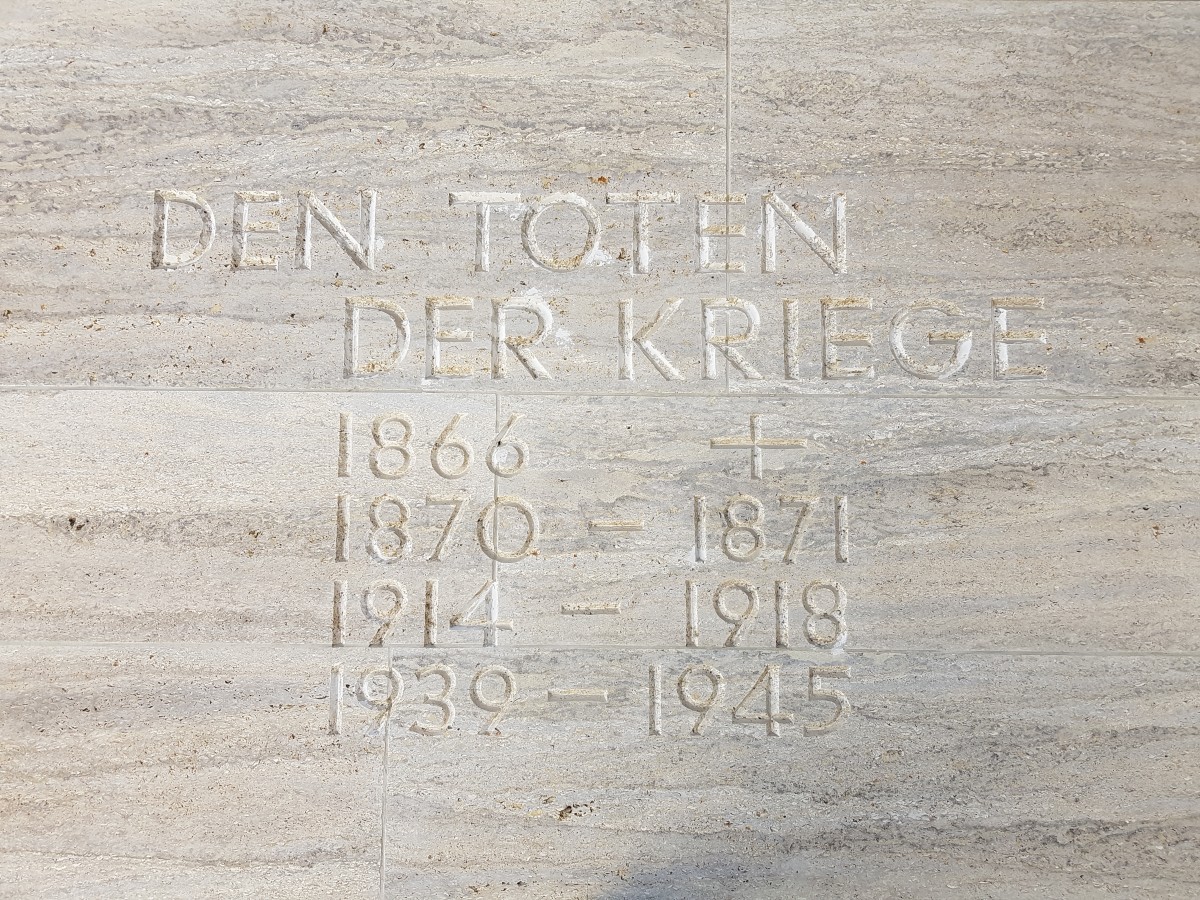 DEN TOTEN
DER KRIEGE
1866 +
1870 - 1871
1914 - 1918
1939 - 1945